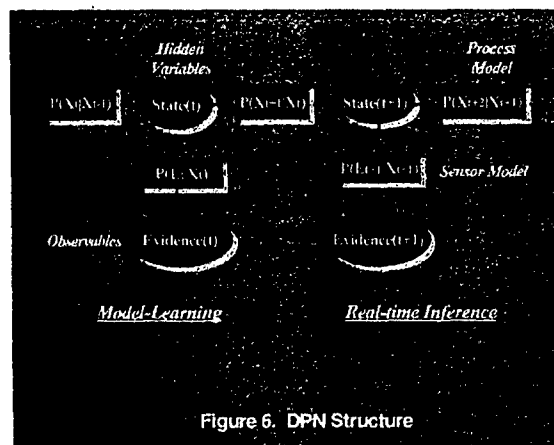 Hidden
Variables
Process
Model
P(Xt|Xt-1)
State(t)
P(Xt+1|Xt)
State(t+1)
P(Xt+2|Xt+1)
P(Et|Xt)
P(Et+1|Xt+1)
Sensor Model
Observables
Evidence(t)
Evidence(t+1)
Model-Learning
Real-time Inference
Figure 6. DPN Structure